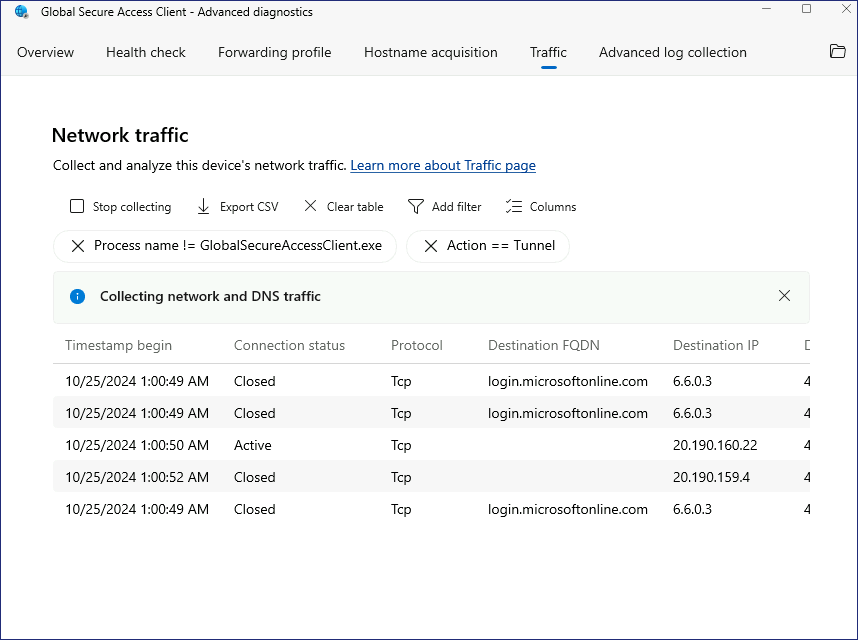 Global Secure Access Client - Advanced diagnostics
Overview Health check Forwarding profile Hostname acquisition Traffic Advanced log collection
Network traffic
Collect and analyze this device's network traffic. Learn more about Traffic page
Stop collecting Export CSV Clear table Add filter Columns
Process name != GlobalSecureAccessClient.exe Action == Tunnel
Collecting network and DNS traffic
Timestamp begin Connection status Protocol Destination FQDN Destination IP D
10/25/2024 1:00:49 AM Closed Tcp login.microsoftonline.com 6.6.0.3 4
10/25/2024 1:00:49 AM Closed Tcp login.microsoftonline.com 6.6.0.3 4
10/25/2024 1:00:50 AM Active Tcp 20.190.160.22 4
10/25/2024 1:00:52 AM Closed Tcp 20.190.159.4 4
10/25/2024 1:00:49 AM Closed Tcp login.microsoftonline.com 6.6.0.3 4